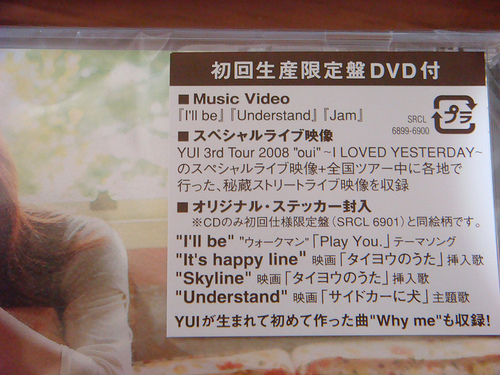 初回生産限定盤DVD付
■ Music Video
『I'll be』『Understand』『Jam』
■ スペシャルライブ映像
YUI 3rd Tour 2008 "oui" ~I LOVED YESTERDAY~
のスペシャルライブ映像+全国ツアー中に各地で
行った、秘蔵ストリートライブ映像を収録
SRCL
6899-6900
プラ
■ オリジナル・ステッカー封入
※CDのみ初回仕様限定盤(SRCL 6901)と同絵柄です。
"I'll be" "ウォークマン"「Play You.」テーマソング
"It's happy line" 映画「タイヨウのうた」挿入歌
"Skyline" 映画「タイヨウのうた」挿入歌
"Understand" 映画「サイドカーに犬」主題歌
YUIが生まれて初めて作った曲"Why me"も収録!